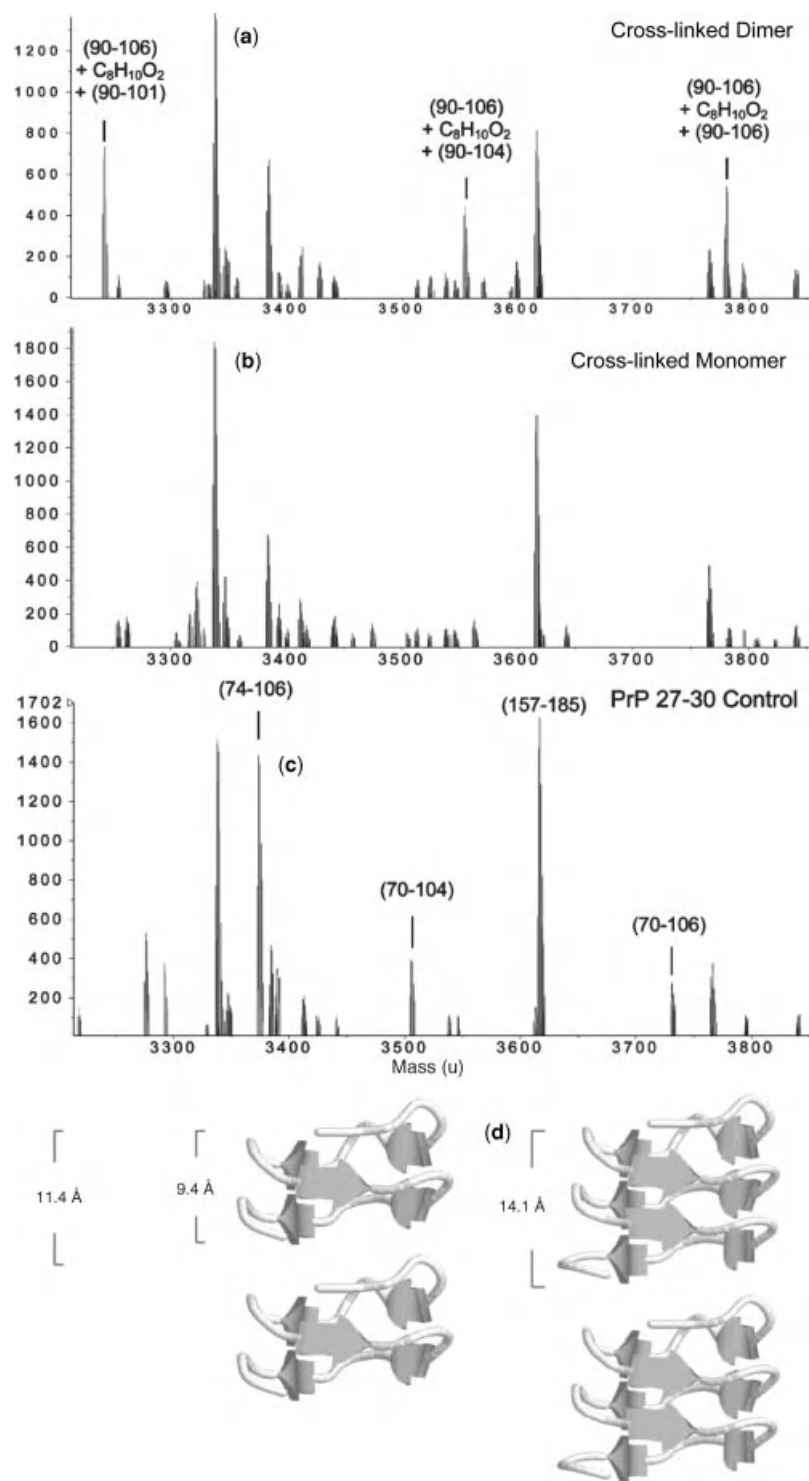 (a)
Cross-linked Dimer
(90-106)
+ C₈H₁₀O₂
+ (90-101)
(90-106)
+ C₈H₁₀O₂
+ (90-104)
(90-106)
+ C₈H₁₀O₂
+ (90-106)
1200
1000
800
600
400
200
0
3300 3400 3500 3600 3700 3800
(b)
Cross-linked Monomer
1800
1600
1400
1200
1000
800
600
400
200
0
3300 3400 3500 3600 3700 3800
1702
(74-106)
(157-185)
PrP 27-30 Control
(c)
(70-104)
(70-106)
1600
1400
1200
1000
800
600
400
200
3300 3400 3500 3600 3700 3800
Mass (u)
(d)
11.4 Å
9.4 Å
14.1 Å